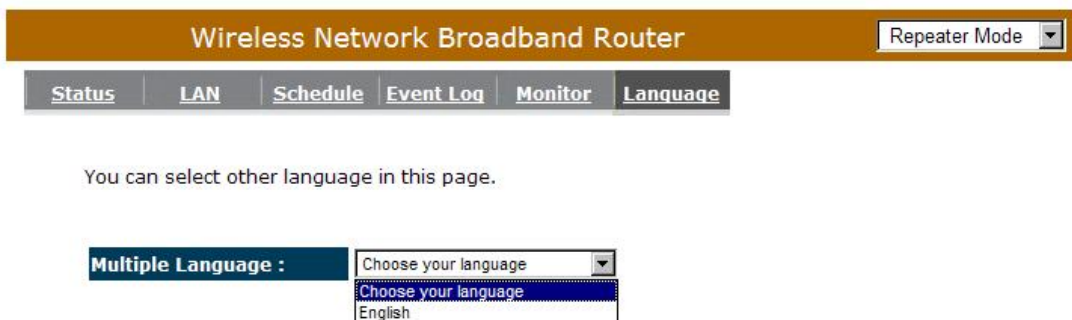 Wireless Network Broadband Router Repeater Mode
Status LAN Schedule Event Log Monitor Language
You can select other language in this page.
Multiple Language : Choose your language
Choose your language
English